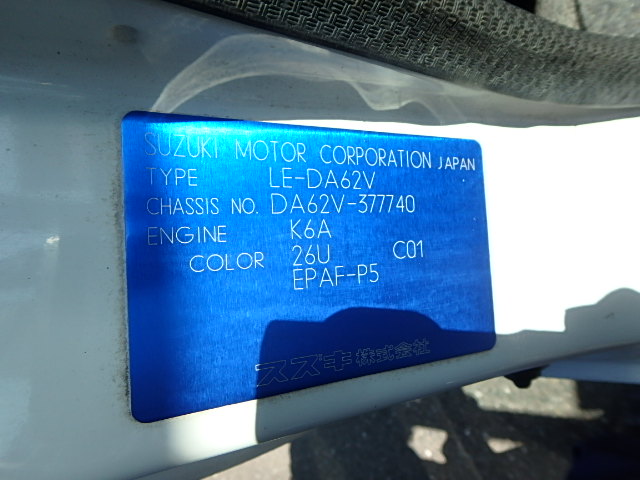 SUZUKI MOTOR CORPORATION JAPAN
TYPE LE-DA62V
CHASSIS NO. DA62V-377740
ENGINE K6A
COLOR 26U C01
EPAF-P5
スズキ株式会社